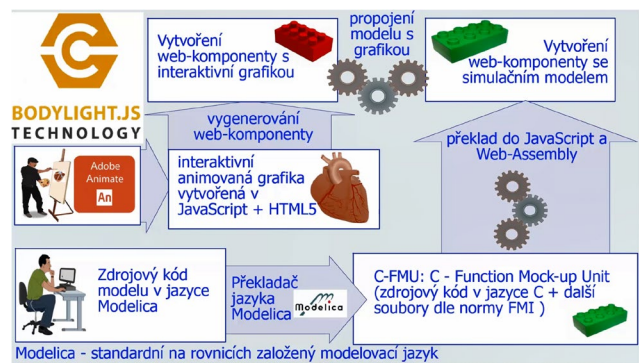 BODYLIGHT.JS
TECHNOLOGY
Vytvoření
web-komponenty s
interaktivní grafikou
propojení
modelu s
grafikou
Vytvoření
web-komponenty se
simulačním modelem
vygenerování
web-komponenty
překlad do JavaScript a
Web-Assembly
Adobe
Animate
An
interaktivní
animovaná grafika
vytvořená v
JavaScript + HTML5
Zdrojový kód
modelu v jazyce
Modelica
Překladač
jazyka
Modelica
Modelica
C-FMU: C - Function Mock-up Unit
(zdrojový kód v jazyce C + další
soubory dle normy FMI )
Modelica - standardní na rovnicích založený modelovací jazyk